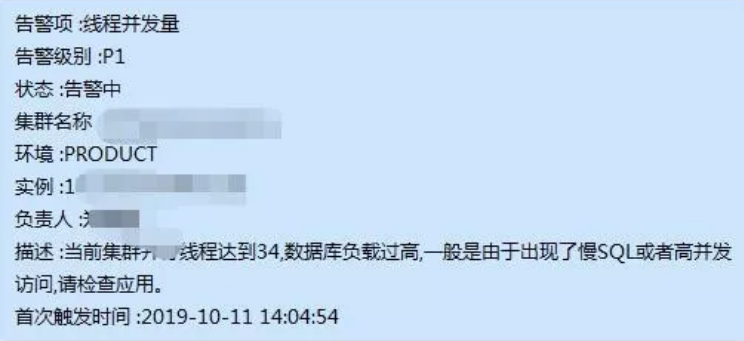 告警项 :线程并发量
告警级别 :P1
状态 :告警中
集群名称
环境 :PRODUCT
实例 :1
负责人 :
描述 :当前集群并 线程达到34,数据库负载过高,一般是由于出现了慢SQL或者高并发
访问,请检查应用。
首次触发时间 :2019-10-11 14:04:54